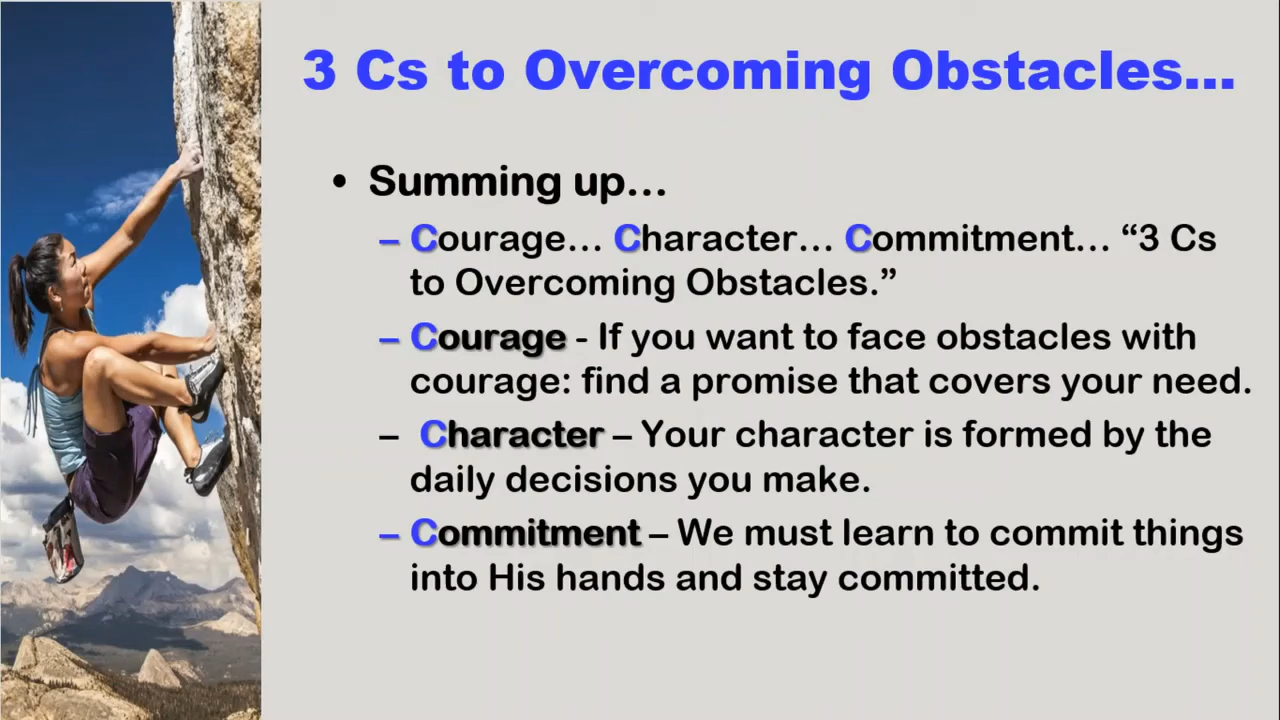 3 Cs to Overcoming Obstacles...
• Summing up...
– Courage... Character... Commitment... “3 Cs
to Overcoming Obstacles.”
– Courage - If you want to face obstacles with
courage: find a promise that covers your need.
– Character – Your character is formed by the
daily decisions you make.
– Commitment – We must learn to commit things
into His hands and stay committed.